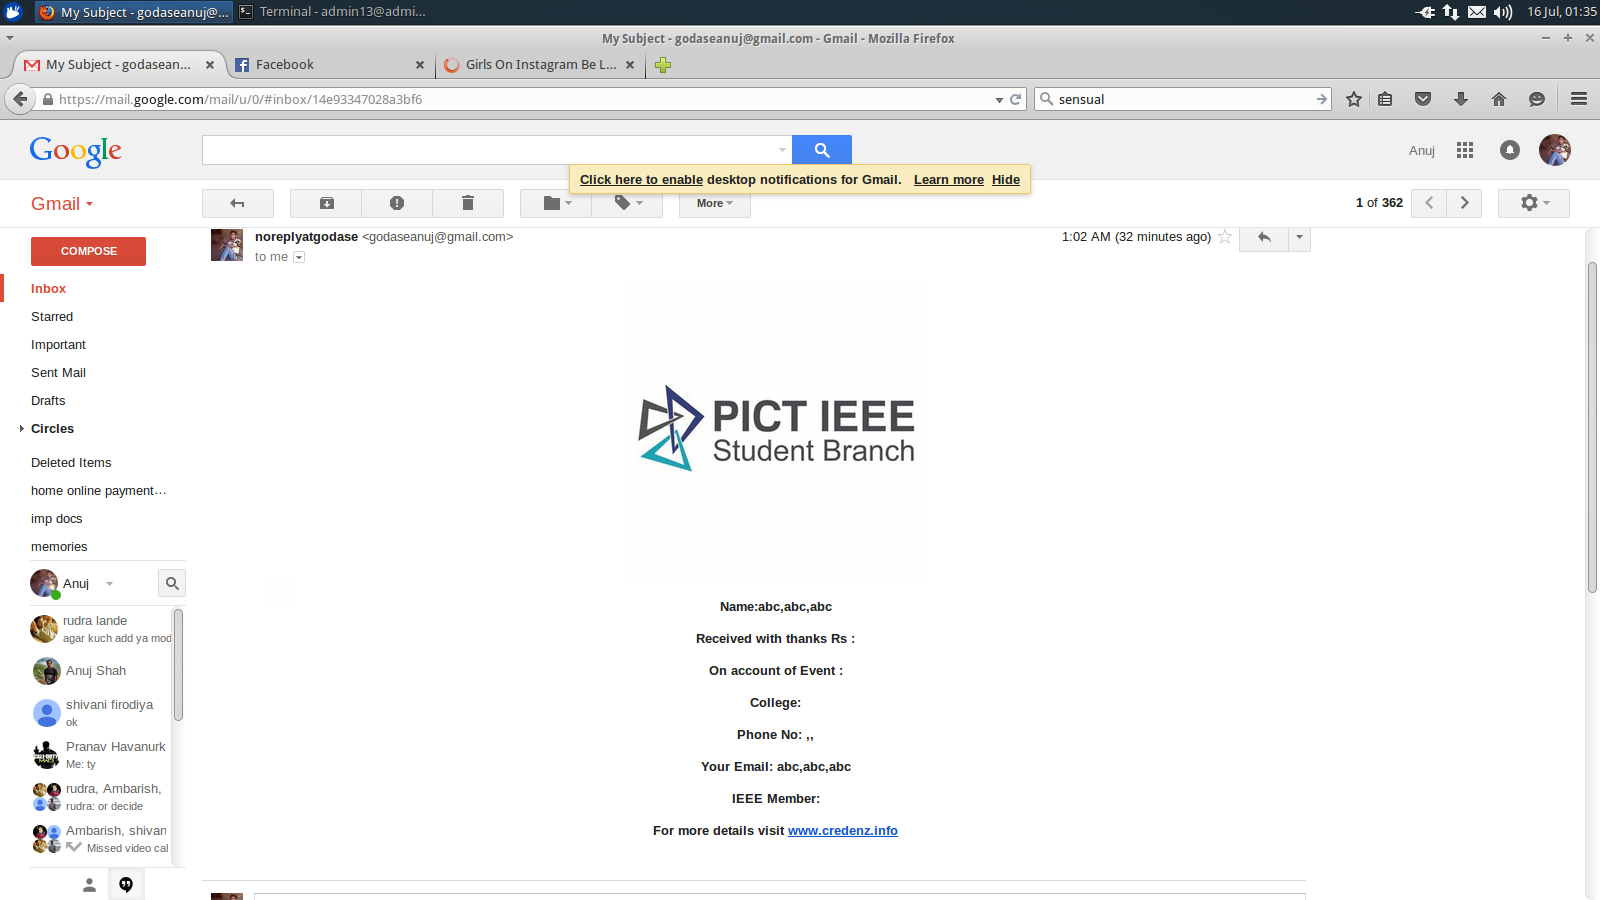 My Subject - godaseanuj@...
Terminal - admin13@admi...
16 Jul, 01:35
My Subject - godaseanuj@gmail.com - Gmail - Mozilla Firefox
My Subject - godasean...
Facebook
Girls On Instagram Be L...
https://mail.google.com/mail/u/0/#inbox/14e93347028a3bf6
sensual
Google
Anuj
Click here to enable desktop notifications for Gmail. Learn more Hide
Gmail
More
1 of 362
COMPOSE
noreplyatgodase <godaseanuj@gmail.com>
1:02 AM (32 minutes ago)
to me
Inbox
Starred
Important
Sent Mail
Drafts
Circles
Deleted Items
home online payment…
imp docs
memories
Anuj
rudra lande
agar kuch add ya mod
Anuj Shah
shivani firodiya
ok
Pranav Havanurk
Me: ty
rudra, Ambarish,
rudra: or decide
Ambarish, shivan
Missed video cal
PICT IEEE
Student Branch
Name:abc,abc,abc
Received with thanks Rs :
On account of Event :
College:
Phone No: ,,
Your Email: abc,abc,abc
IEEE Member:
For more details visit www.credenz.info